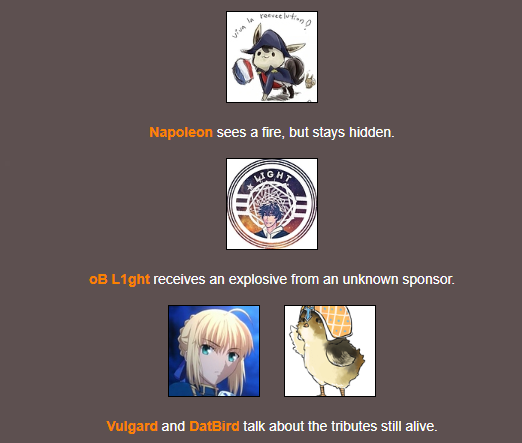 viva la reeveelution!
Napoleon sees a fire, but stays hidden.
LIGHT
oB L1ght receives an explosive from an unknown sponsor.
Vulgard and DatBird talk about the tributes still alive.